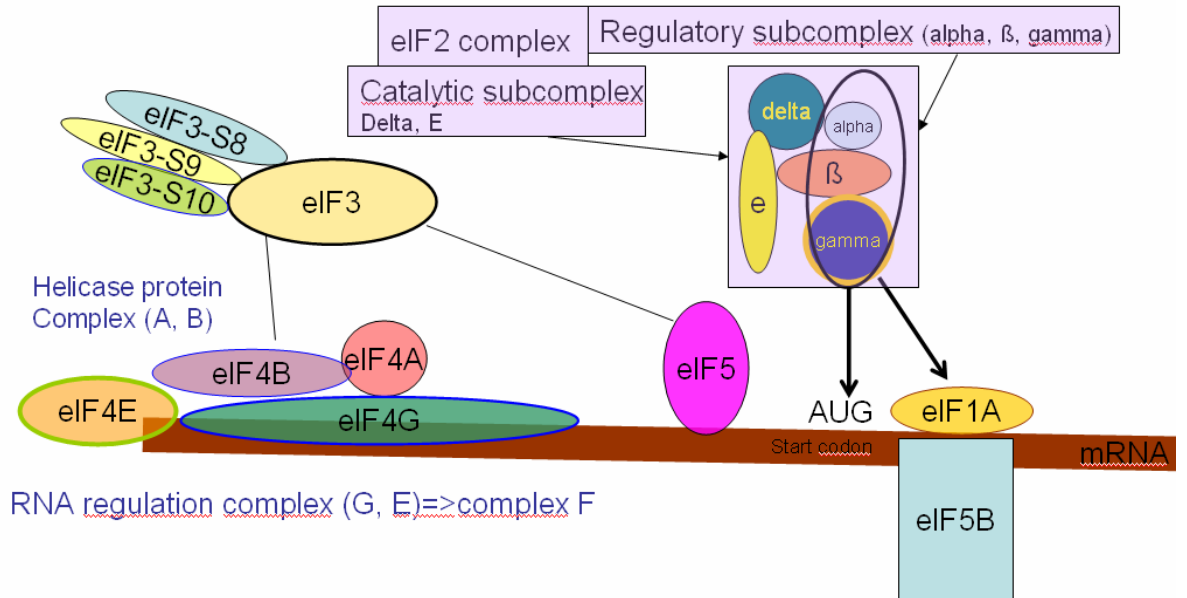 eIF2 complex
Regulatory subcomplex (alpha, ß, gamma)
Catalytic subcomplex
Delta, E
delta
alpha
ß
e
gamma
eIF3-S8
eIF3-S9
eIF3-S10
eIF3
Helicase protein
Complex (A, B)
eIF4B
eIF4A
eIF5
eIF4E
eIF4G
AUG
eIF1A
Start codon
mRNA
RNA regulation complex (G, E)=>complex F
eIF5B